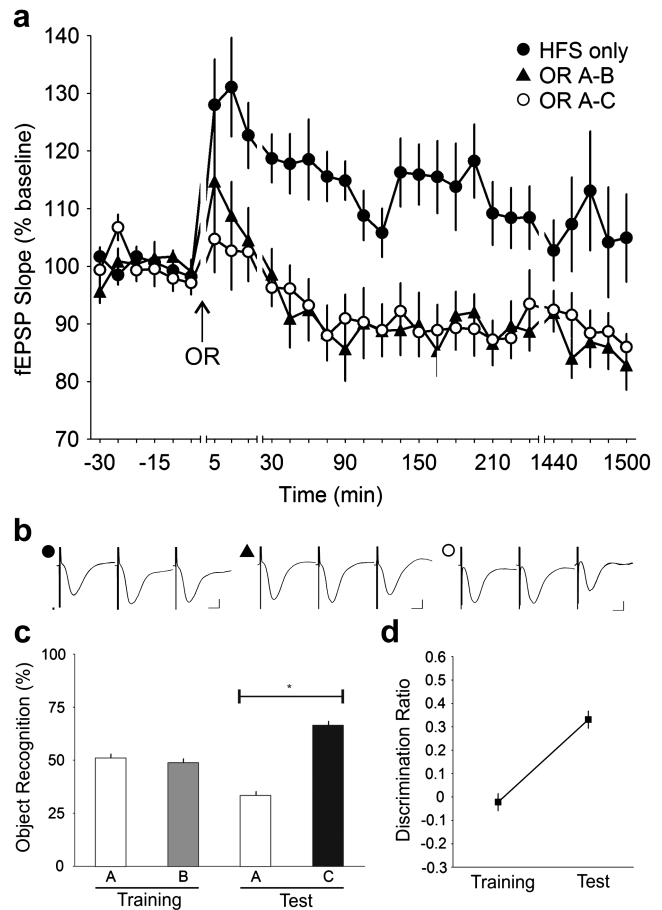 a
140
130
120
110
100
90
80
70
fEPSP Slope (% baseline)
HFS only
OR A-B
OR A-C
OR
-30 -15 5 30 90 150 210 1440 1500
Time (min)
b
c
100
75
50
25
0
Object Recognition (%)
*
A B A C
Training Test
d
0.6
0.5
0.4
0.3
0.2
0.1
0
-0.1
-0.2
-0.3
Discrimination Ratio
Training Test